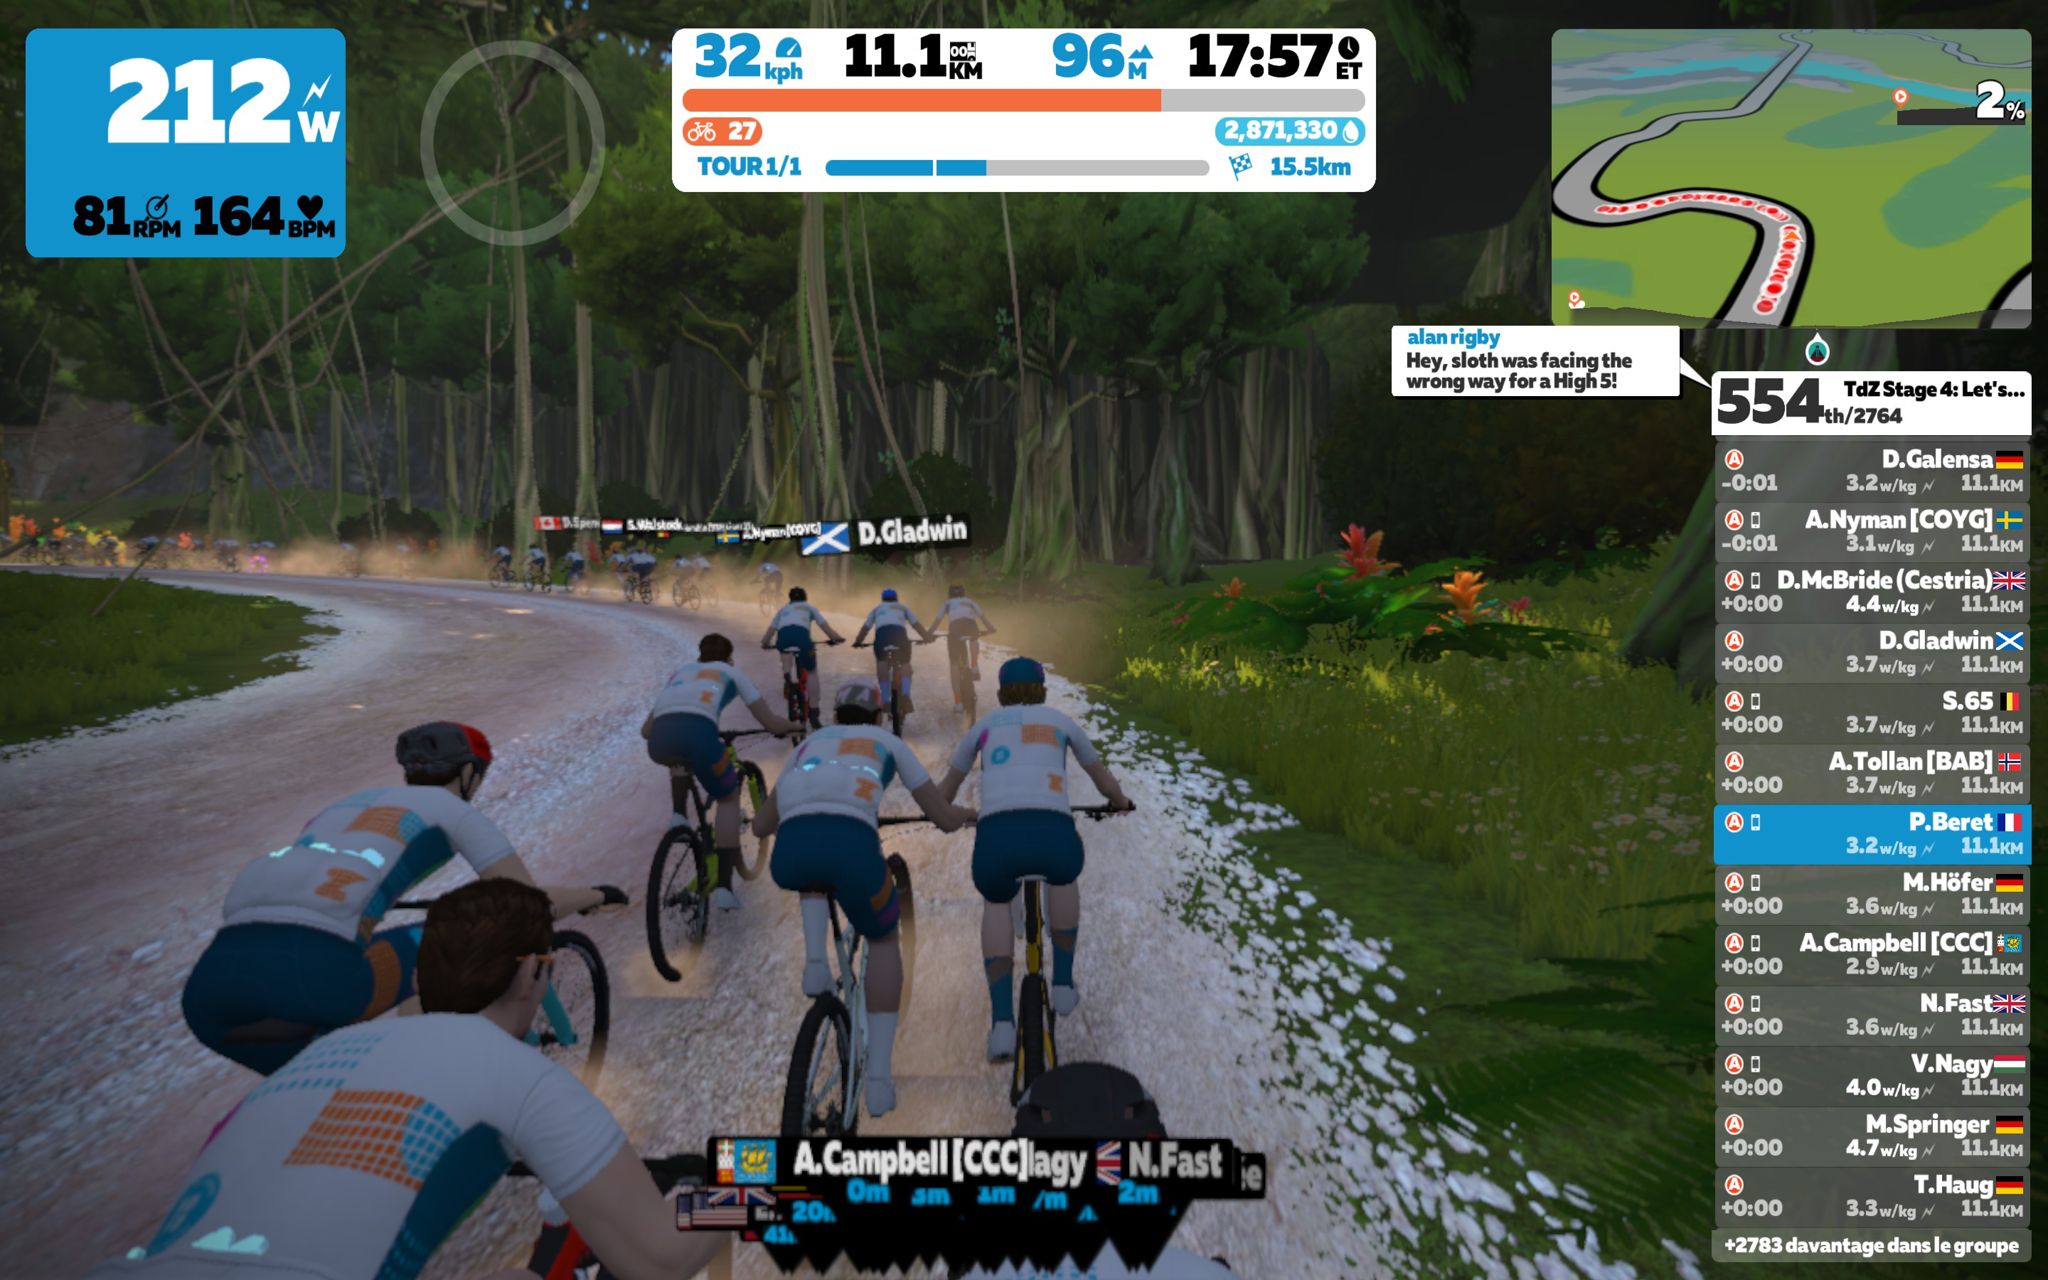 212 W
81 RPM 164 BPM
32 kph 11.1 KM 96 M 17:57 ET
27 2,871,330
TOUR 1/1 15.5km
2%
alan rigby
Hey, sloth was facing the
wrong way for a High 5!
554th/2764 TdZ Stage 4: Let's...
A D.Galensa
-0:01 3.2w/kg 11.1KM
A A.Nyman [COYG]
-0:01 3.1w/kg 11.1KM
A D.McBride (Cestria)
+0:00 4.4w/kg 11.1KM
A D.Gladwin
+0:00 3.7w/kg 11.1KM
A S.65
+0:00 3.7w/kg 11.1KM
A A.Tollan [BAB]
+0:00 3.7w/kg 11.1KM
A P.Beret
3.2w/kg 11.1KM
A M.Höfer
+0:00 3.6w/kg 11.1KM
A A.Campbell [CCC]
+0:00 2.9w/kg 11.1KM
A N.Fast
+0:00 3.6w/kg 11.1KM
A V.Nagy
+0:00 4.0w/kg 11.1KM
A M.Springer
+0:00 4.7w/kg 11.1KM
A T.Haug
+0:00 3.3w/kg 11.1KM
+2783 davantage dans le groupe
S.Walstock
A.Nyman [COYG]
D.Gladwin
A.Campbell [CCC]lagy N.Fast
0m 3m 1m 2m